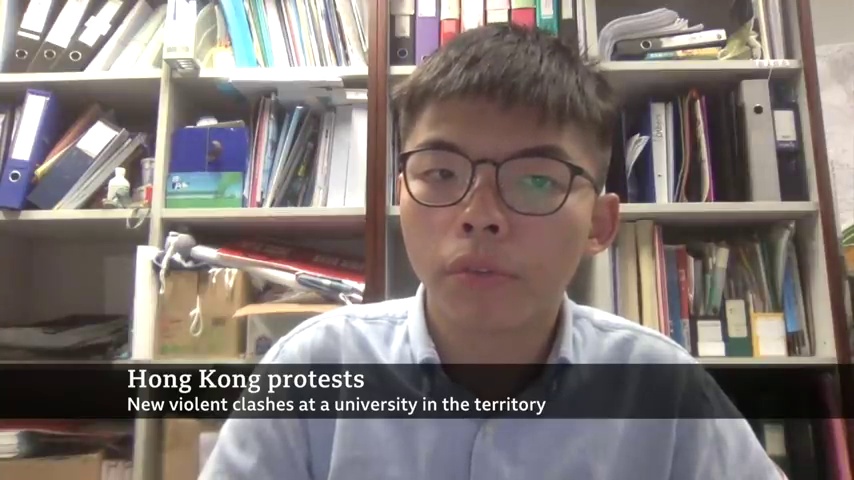 Hong Kong protests
New violent clashes at a university in the territory